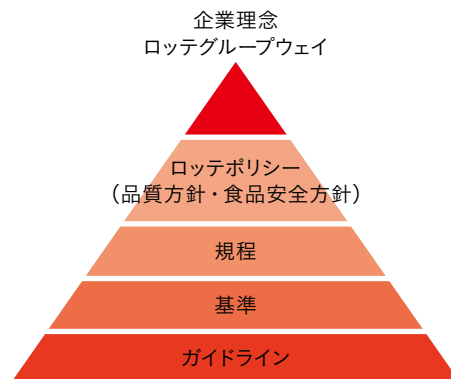 企業理念
ロッテグループウェイ
ロッテポリシー
（品質方針・食品安全方針）
規程
基準
ガイドライン